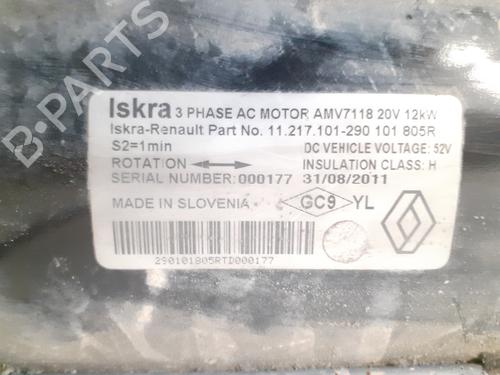 B-PARTS
Iskra 3 PHASE AC MOTOR AMV7118 20V 12kW
Iskra-Renault Part No. 11.217.101-290 101 805R
S2=1min DC VEHICLE VOLTAGE: 52V
ROTATION INSULATION CLASS: H
SERIAL NUMBER: 000177 31/08/2011
MADE IN SLOVENIA GC9 YL
290101805RTD000177